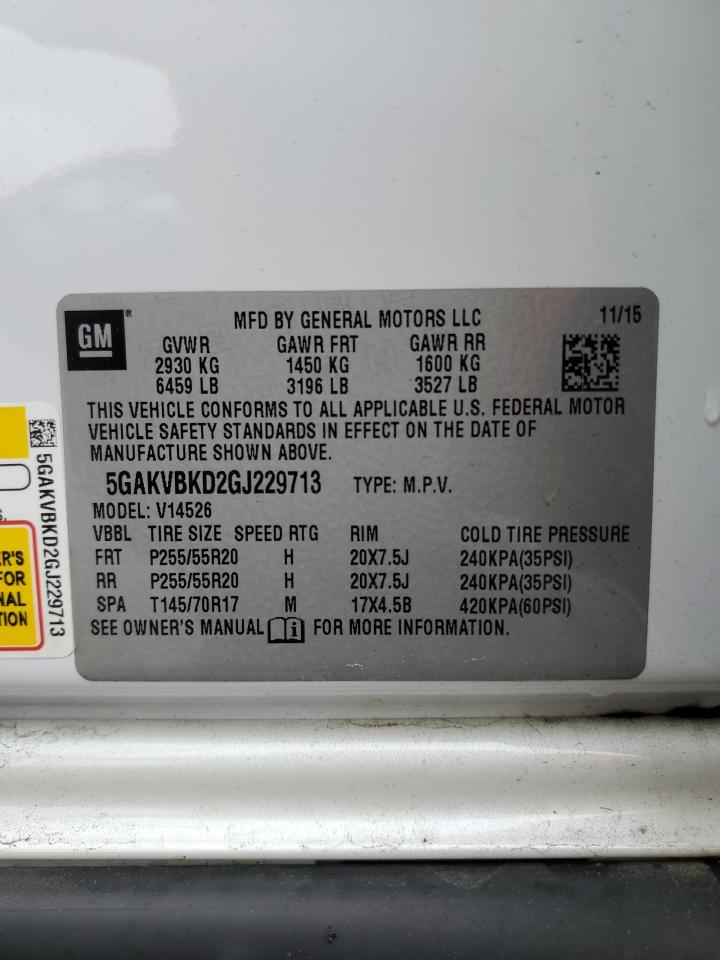 GM
®
MFD BY GENERAL MOTORS LLC 11/15
GVWR GAWR FRT GAWR RR
2930 KG 1450 KG 1600 KG
6459 LB 3196 LB 3527 LB
THIS VEHICLE CONFORMS TO ALL APPLICABLE U.S. FEDERAL MOTOR
VEHICLE SAFETY STANDARDS IN EFFECT ON THE DATE OF
MANUFACTURE SHOWN ABOVE.
5GAKVBKD2GJ229713 TYPE: M.P.V.
MODEL: V14526
VBBL TIRE SIZE SPEED RTG RIM COLD TIRE PRESSURE
FRT P255/55R20 H 20X7.5J 240KPA(35PSI)
RR P255/55R20 H 20X7.5J 240KPA(35PSI)
SPA T145/70R17 M 17X4.5B 420KPA(60PSI)
SEE OWNER'S MANUAL i FOR MORE INFORMATION.
5GAKVBKD2GJ229713
S.
ER'S
FOR
NAL
TION